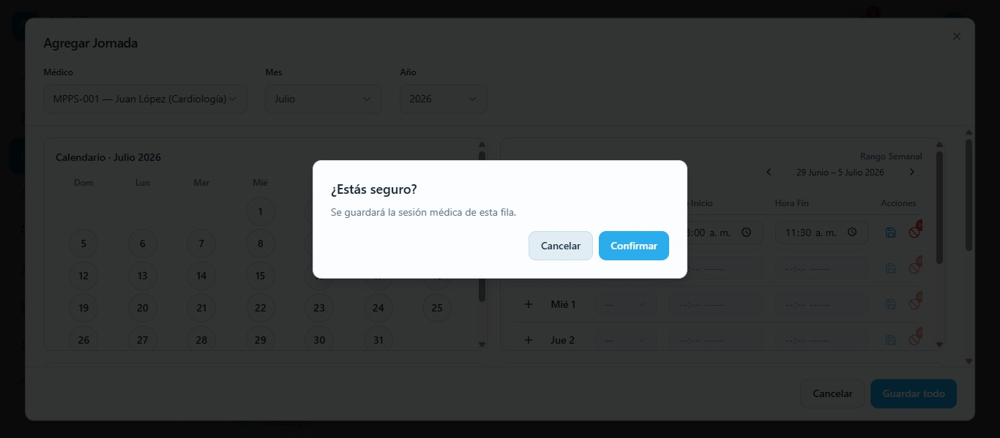 Agregar Jornada
Médico
Mes
Año
MPPS-001 — Juan López (Cardiología)
Julio
2026
Calendario · Julio 2026
Dom Lun Mar Mié
1
5 6 7 8
12 13 14 15
19 20 21 22 23 24 25
26 27 28 29 30 31
Rango Semanal
29 Junio – 5 Julio 2026
Inicio Hora Fin Acciones
8:00 a. m. 11:30 a. m.
--:-- ----- --:-- -----
Mié 1 — --:-- ----- --:-- -----
Jue 2 — --:-- ----- --:-- -----
¿Estás seguro?
Se guardará la sesión médica de esta fila.
Cancelar Confirmar
Cancelar Guardar todo